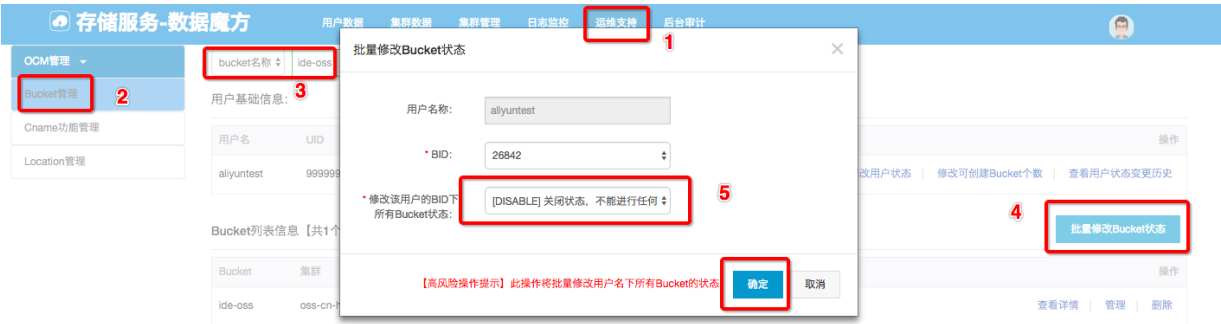 存储服务-数据魔方 用户数据 集群数据 集群管理 日志监控 运维支持 后台审计
1
OCM管理
Bucket管理
2
Cname功能管理
Location管理
bucket名称 ide-oss
3
用户基础信息：
用户名 UID 操作
aliyuntest 999999 改用户状态 | 修改可创建Bucket个数 | 查看用户状态变更历史
4
Bucket列表信息【共1个 批量修改Bucket状态
Bucket 集群 操作
ide-oss oss-cn-h 查看详情 | 管理 | 删除
批量修改Bucket状态 ×
用户名称: aliyuntest
* BID: 26842
* 修改该用户的BID下
所有Bucket状态: [DISABLE] 关闭状态，不能进行任何
5
【高风险操作提示】此操作将批量修改用户名下所有Bucket的状态 确定 取消
6